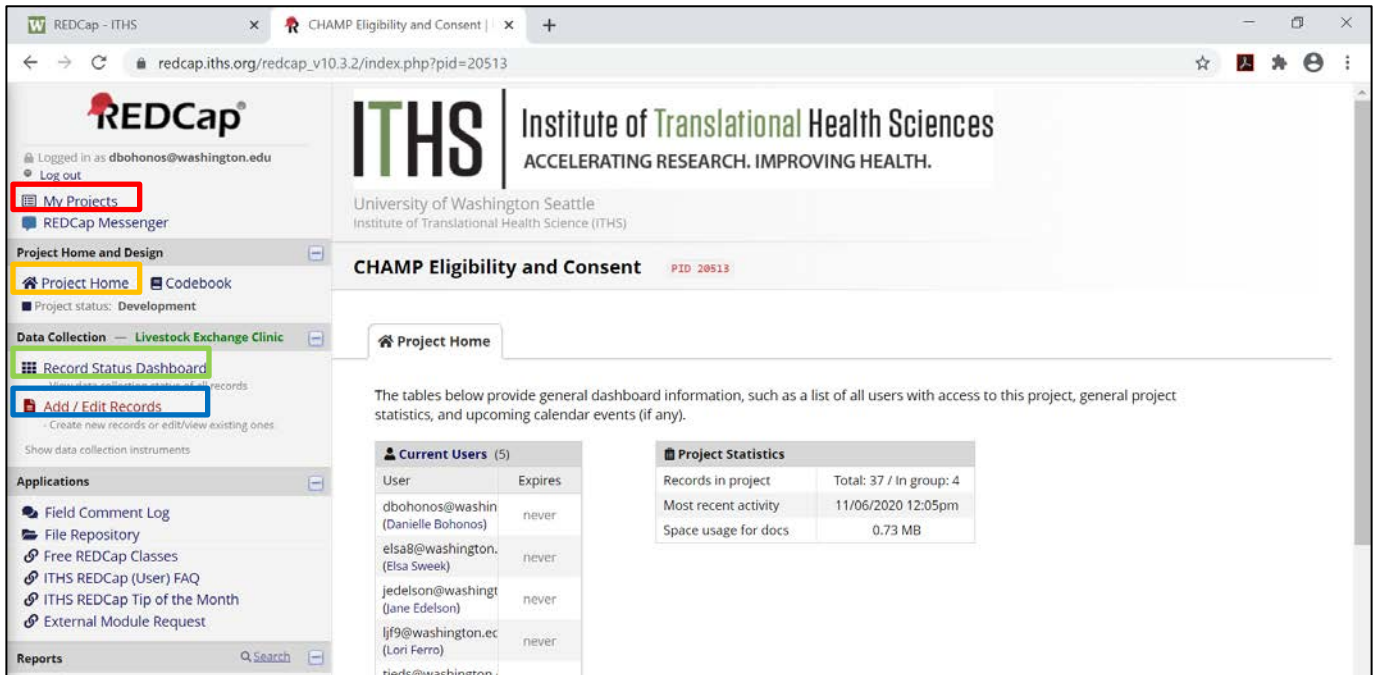 REDCap - ITHS
CHAMP Eligibility and Consent |
redcap.iths.org/redcap_v10.3.2/index.php?pid=20513
REDCap®
Logged in as dbohonos@washington.edu
Log out
My Projects
REDCap Messenger
Project Home and Design
Project Home Codebook
Project status: Development
Data Collection — Livestock Exchange Clinic
Record Status Dashboard
- View data collection status of all records
Add / Edit Records
- Create new records or edit/view existing ones
Show data collection instruments
Applications
Field Comment Log
File Repository
Free REDCap Classes
ITHS REDCap (User) FAQ
ITHS REDCap Tip of the Month
External Module Request
Reports Search
ITHS Institute of Translational Health Sciences
ACCELERATING RESEARCH. IMPROVING HEALTH.
University of Washington Seattle
Institute of Translational Health Science (ITHS)
CHAMP Eligibility and Consent PID 20513
Project Home
The tables below provide general dashboard information, such as a list of all users with access to this project, general project
statistics, and upcoming calendar events (if any).
Current Users (5)
User Expires
dbohonos@washin never
(Danielle Bohonos)
elsa8@washington. never
(Elsa Sweek)
jedelson@washingt never
(Jane Edelson)
ljf9@washington.ec never
(Lori Ferro)
Project Statistics
Records in project Total: 37 / In group: 4
Most recent activity 11/06/2020 12:05pm
Space usage for docs 0.73 MB